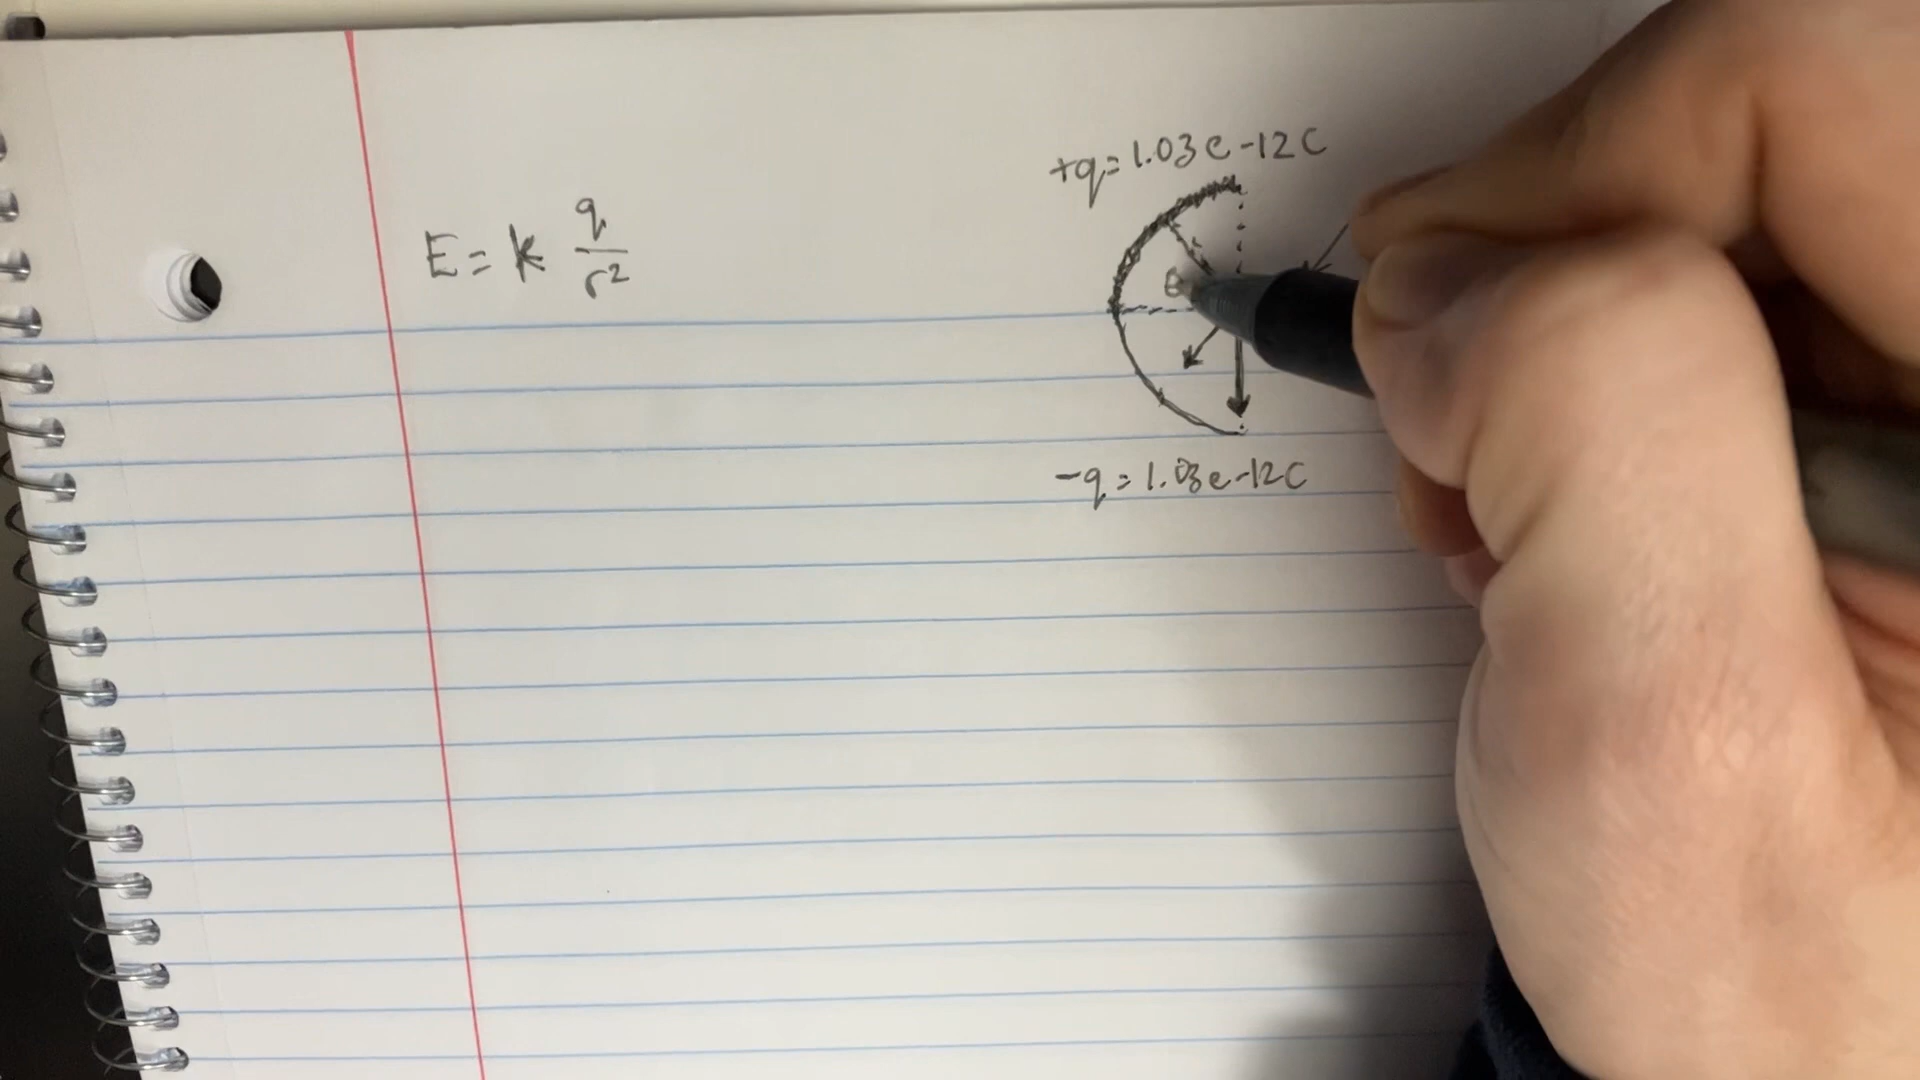 +q = 1.03e-12C
E = k q/r²
θ
-q = 1.03e-12C